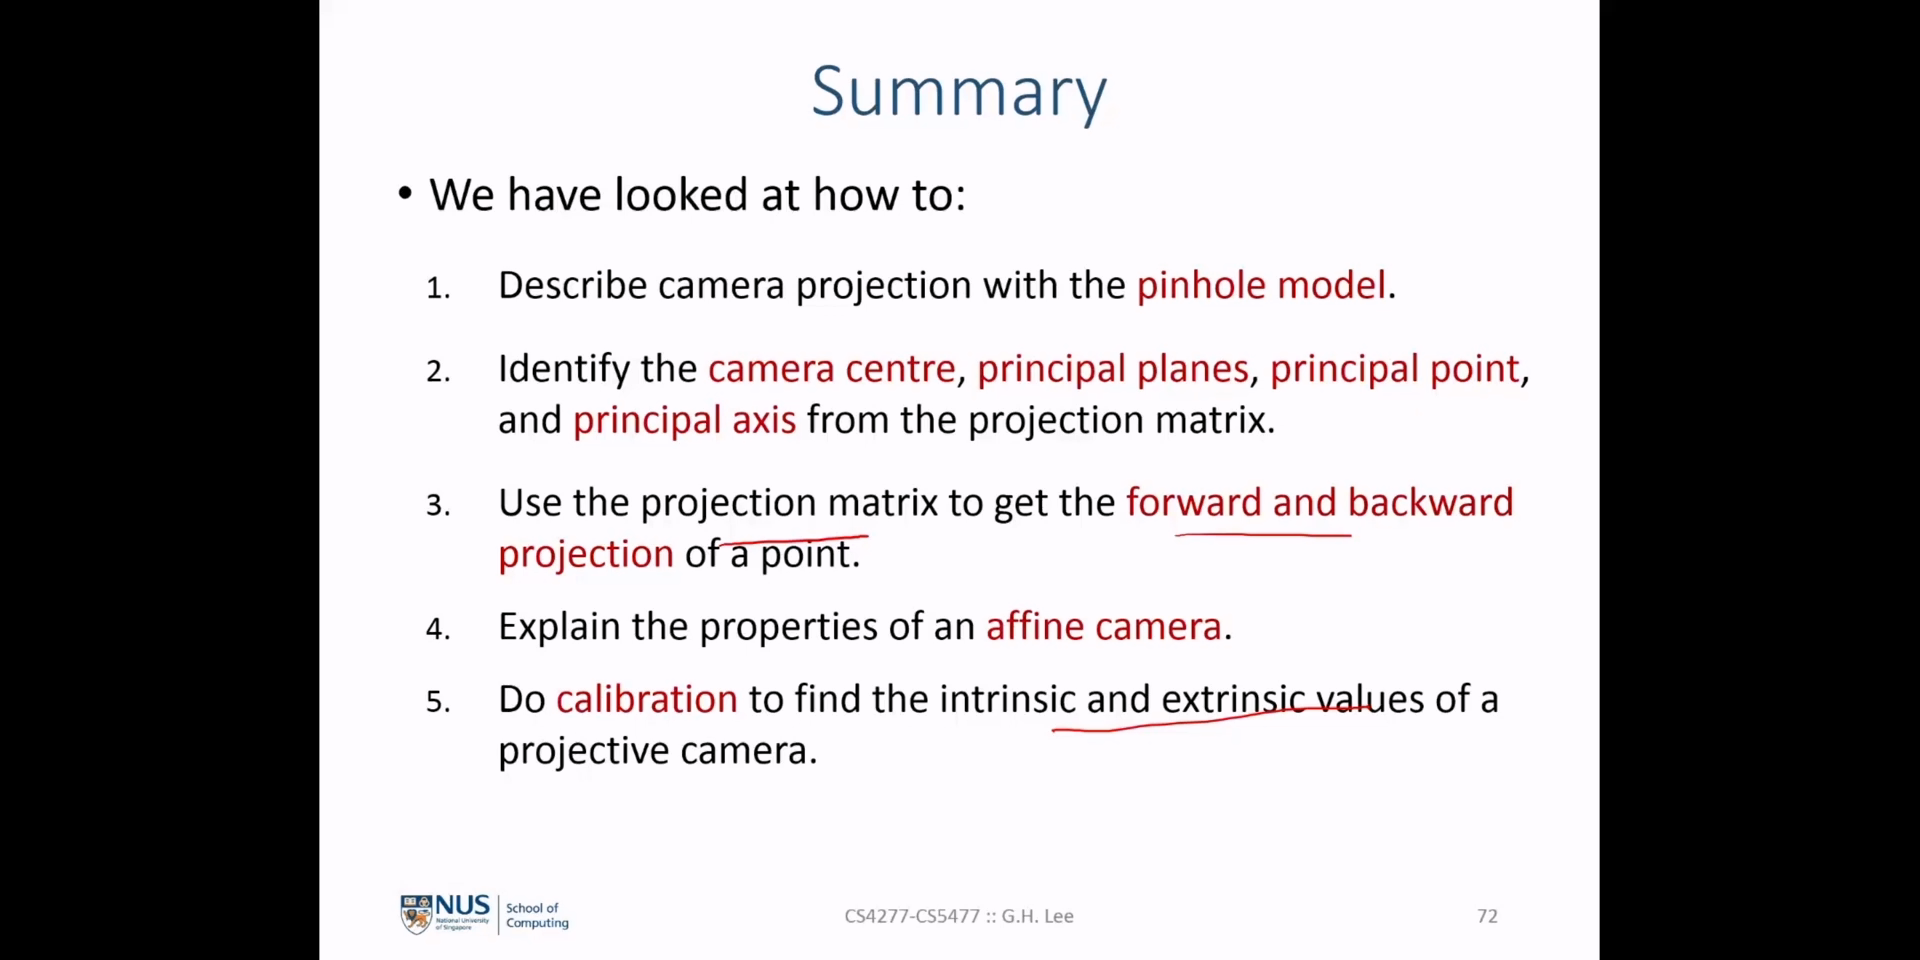 Summary
• We have looked at how to:
1. Describe camera projection with the pinhole model.
2. Identify the camera centre, principal planes, principal point,
and principal axis from the projection matrix.
3. Use the projection matrix to get the forward and backward
projection of a point.
4. Explain the properties of an affine camera.
5. Do calibration to find the intrinsic and extrinsic values of a
projective camera.
NUS
National University
of Singapore
School of
Computing
CS4277-CS5477 :: G.H. Lee
72